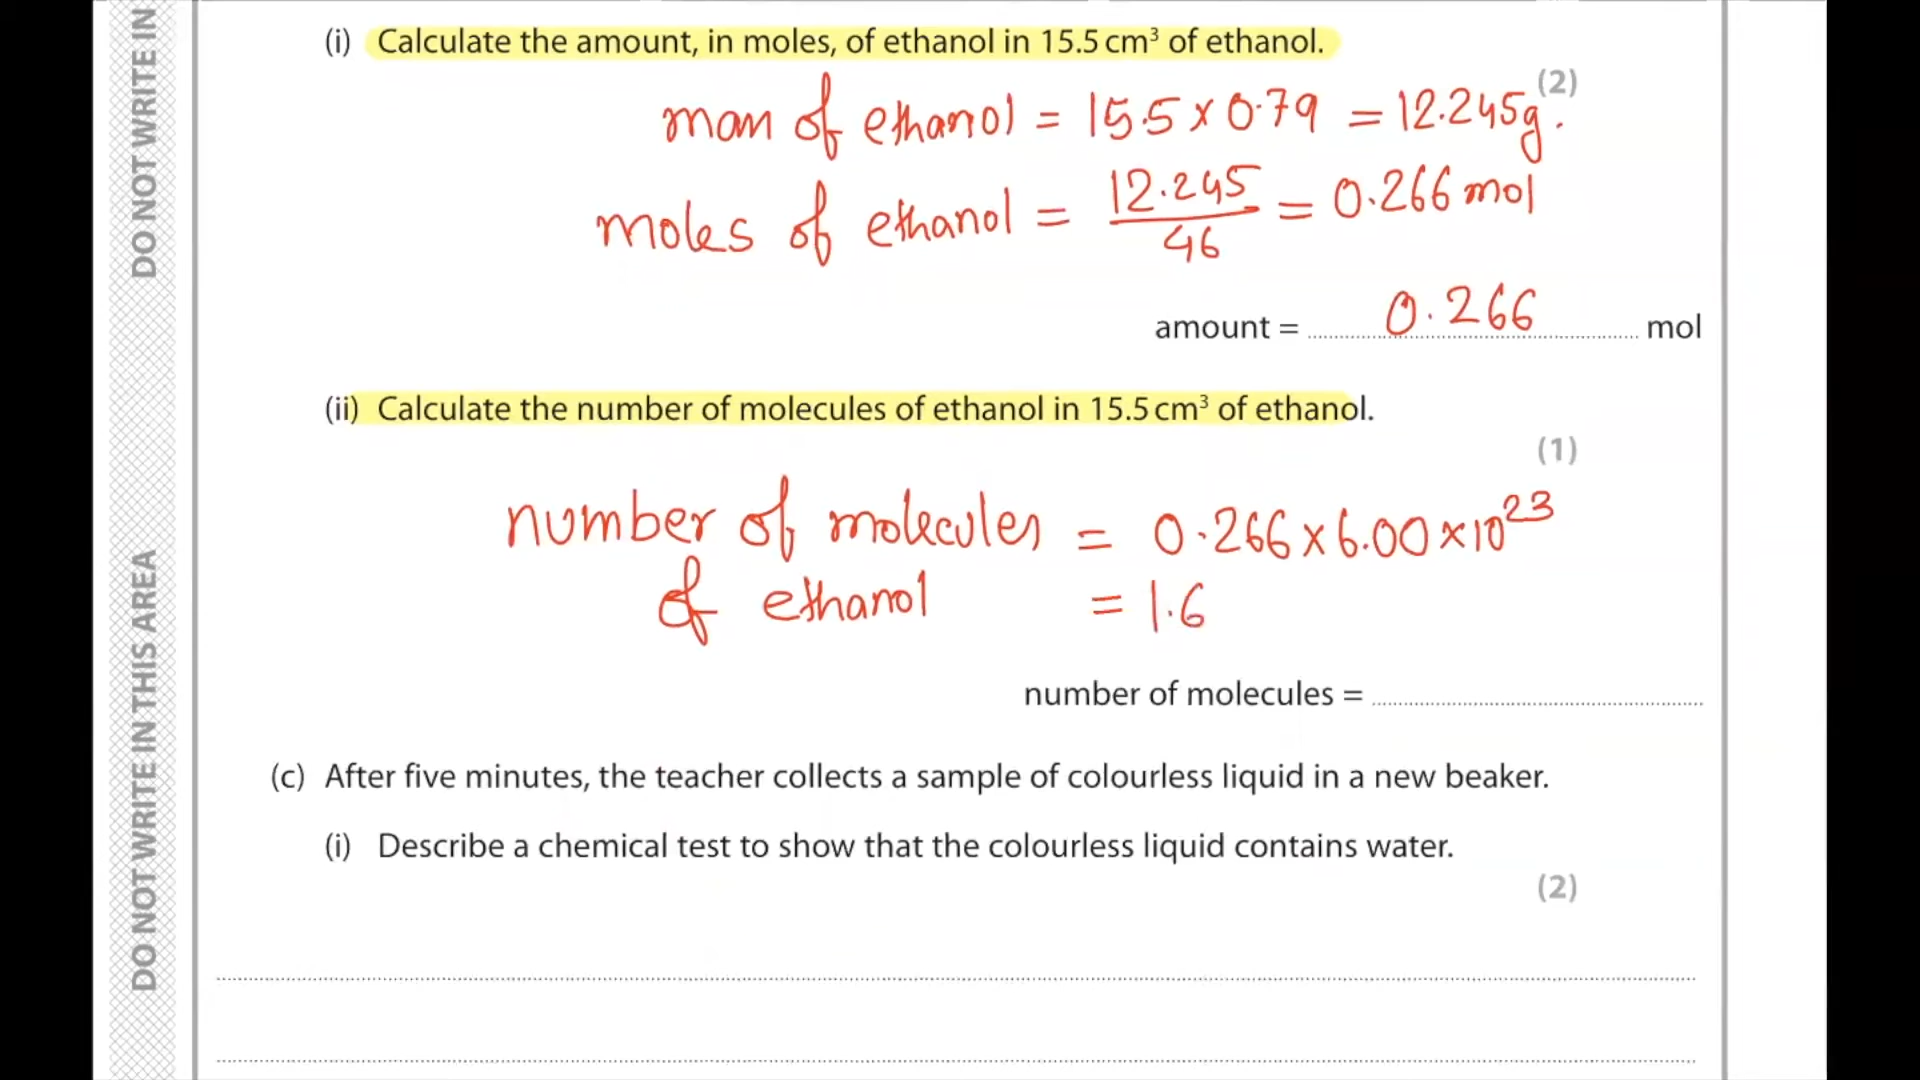 DO NOT WRITE IN
DO NOT WRITE IN THIS AREA
(i) Calculate the amount, in moles, of ethanol in 15.5 cm³ of ethanol.
(2)
mass of ethanol = 15.5 × 0.79 = 12.245g.
moles of ethanol = 12.245 / 46 = 0.266 mol
amount = 0.266 mol
(ii) Calculate the number of molecules of ethanol in 15.5 cm³ of ethanol.
(1)
number of molecules = 0.266 × 6.00 × 10²³
of ethanol = 1.6
number of molecules =
(c) After five minutes, the teacher collects a sample of colourless liquid in a new beaker.
(i) Describe a chemical test to show that the colourless liquid contains water.
(2)